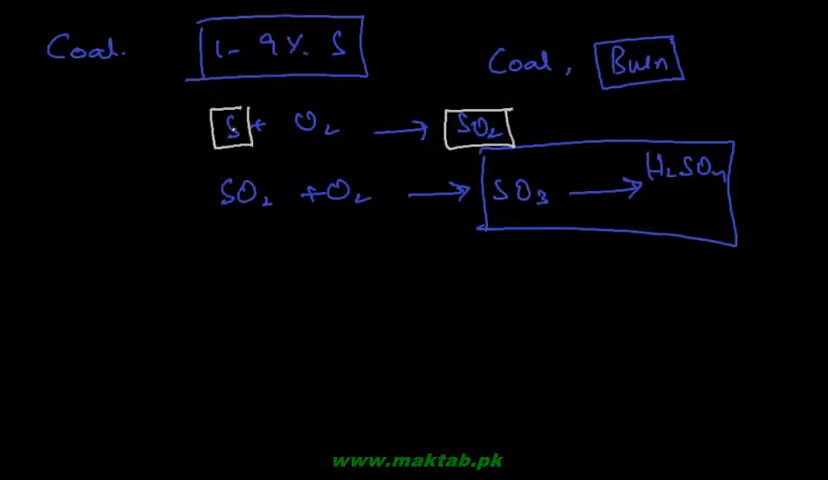 Coal. 1-9%. S
Coal, Burn
S + O₂ → SO₂
SO₂ + O₂ → SO₃ → H₂SO₄
www.maktab.pk